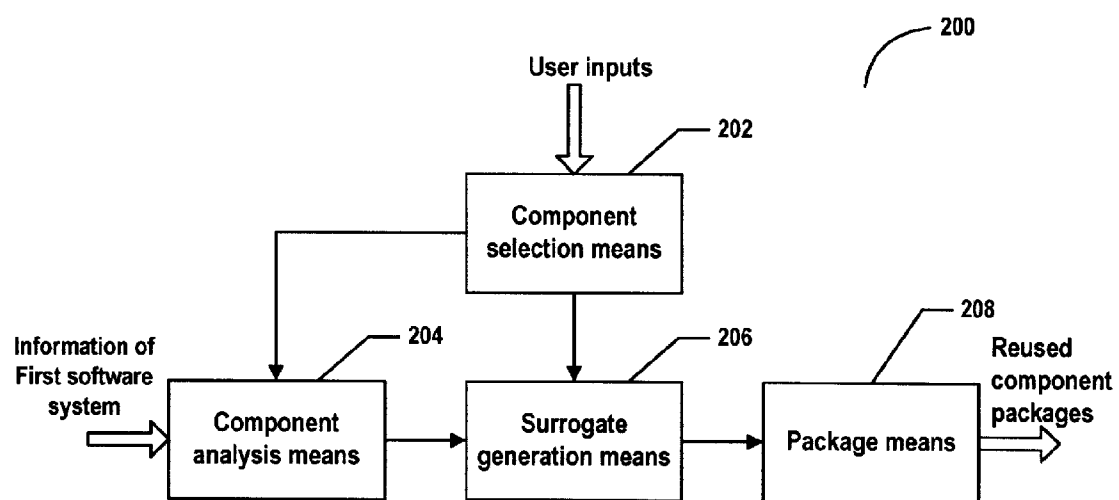 200
User inputs
202
Component
selection means
204
206
208
Information of
First software
system
Reused
component
packages
Component
analysis means
Surrogate
generation means
Package means